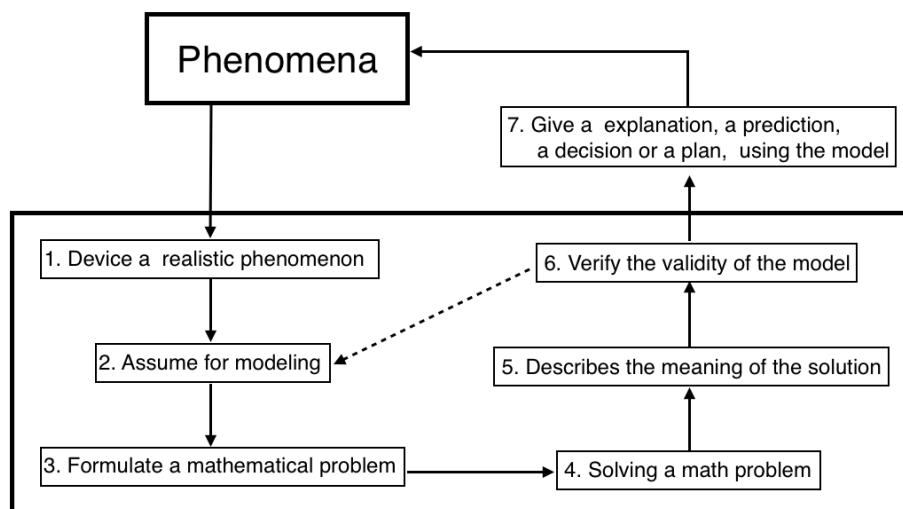 Phenomena
1. Device a realistic phenomenon
2. Assume for modeling
3. Formulate a mathematical problem
4. Solving a math problem
5. Describes the meaning of the solution
6. Verify the validity of the model
7. Give a explanation, a prediction,
a decision or a plan, using the model